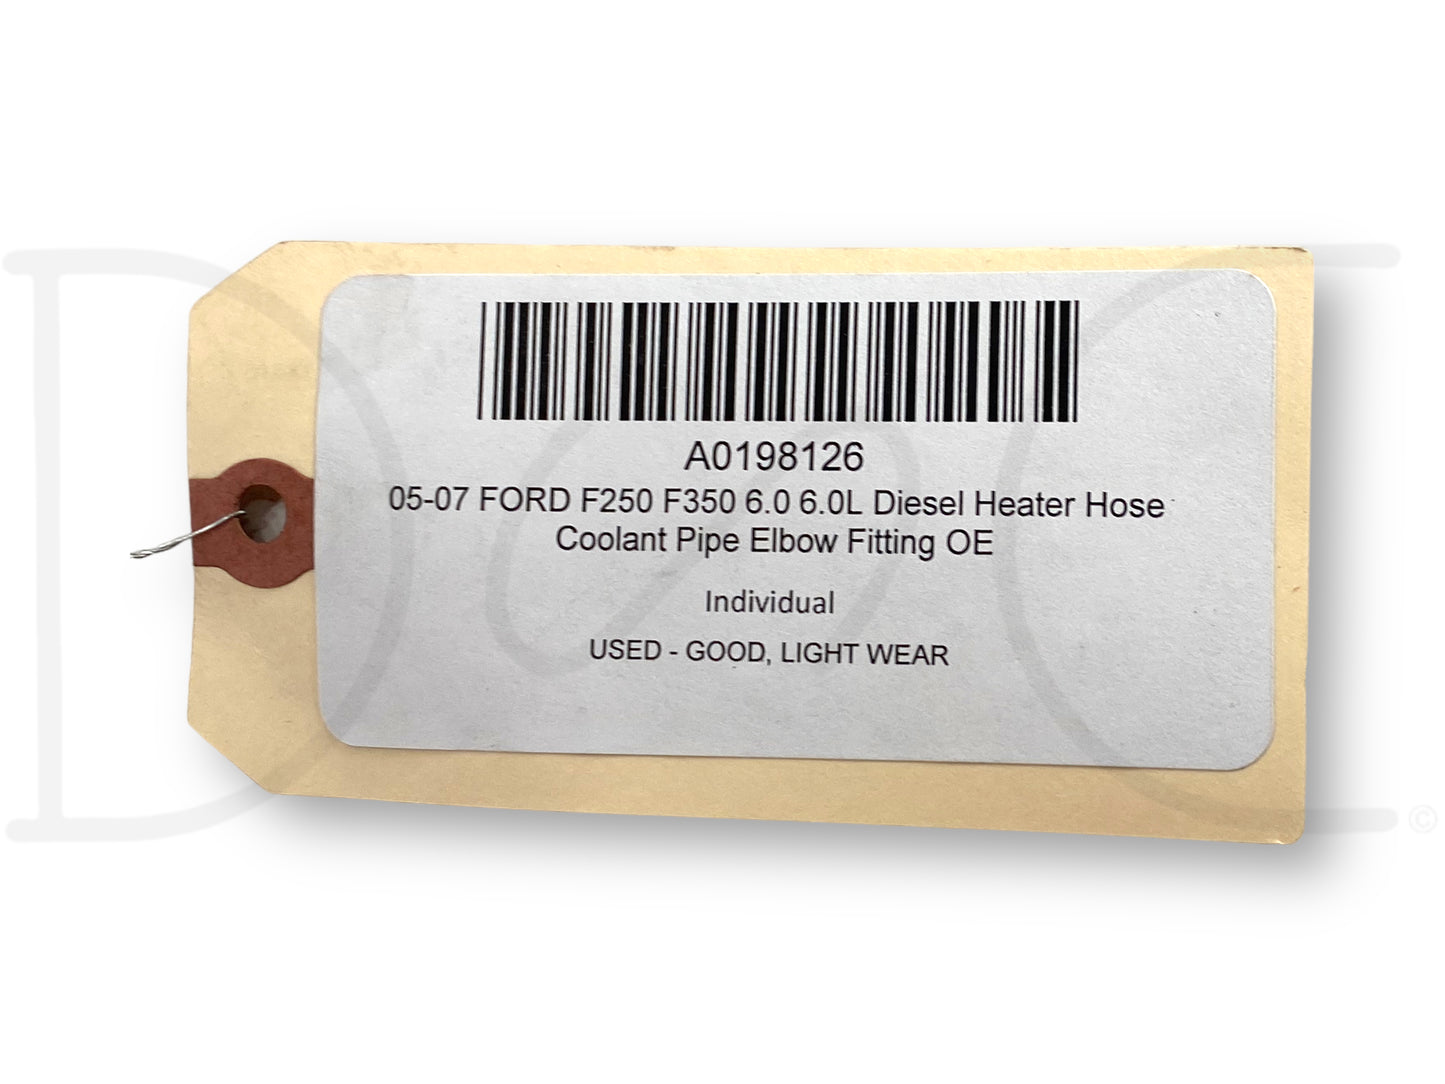 A0198126
05-07 FORD F250 F350 6.0 6.0L Diesel Heater Hose
Coolant Pipe Elbow Fitting OE
Individual
USED - GOOD, LIGHT WEAR
©